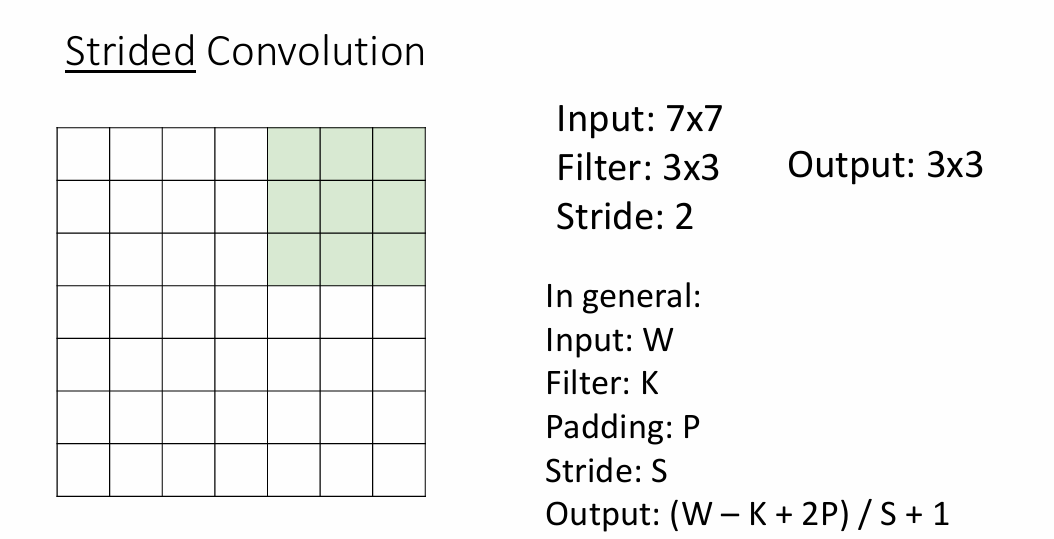 Strided Convolution
Input: 7x7
Filter: 3x3
Output: 3x3
Stride: 2
In general:
Input: W
Filter: K
Padding: P
Stride: S
Output: (W – K + 2P) / S + 1